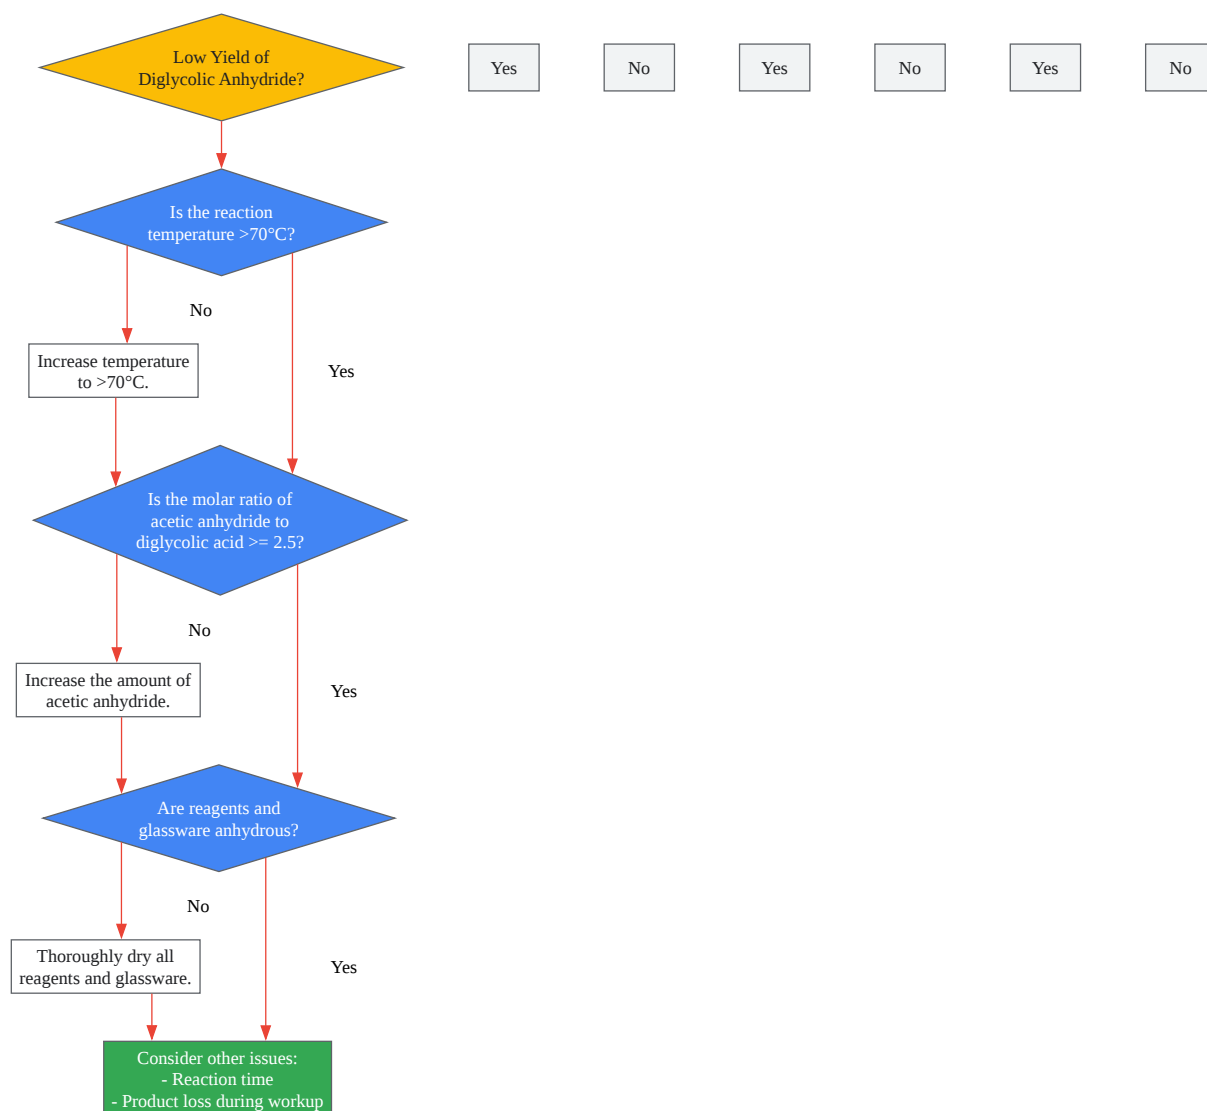 Low Yield of
Diglycolic Anhydride?
Yes
No
Yes
No
Yes
No
Is the reaction
temperature >70°C?
No
Increase temperature
to >70°C.
Yes
Is the molar ratio of
acetic anhydride to
diglycolic acid >= 2.5?
No
Increase the amount of
acetic anhydride.
Yes
Are reagents and
glassware anhydrous?
No
Thoroughly dry all
reagents and glassware.
Yes
Consider other issues:
- Reaction time
- Product loss during workup